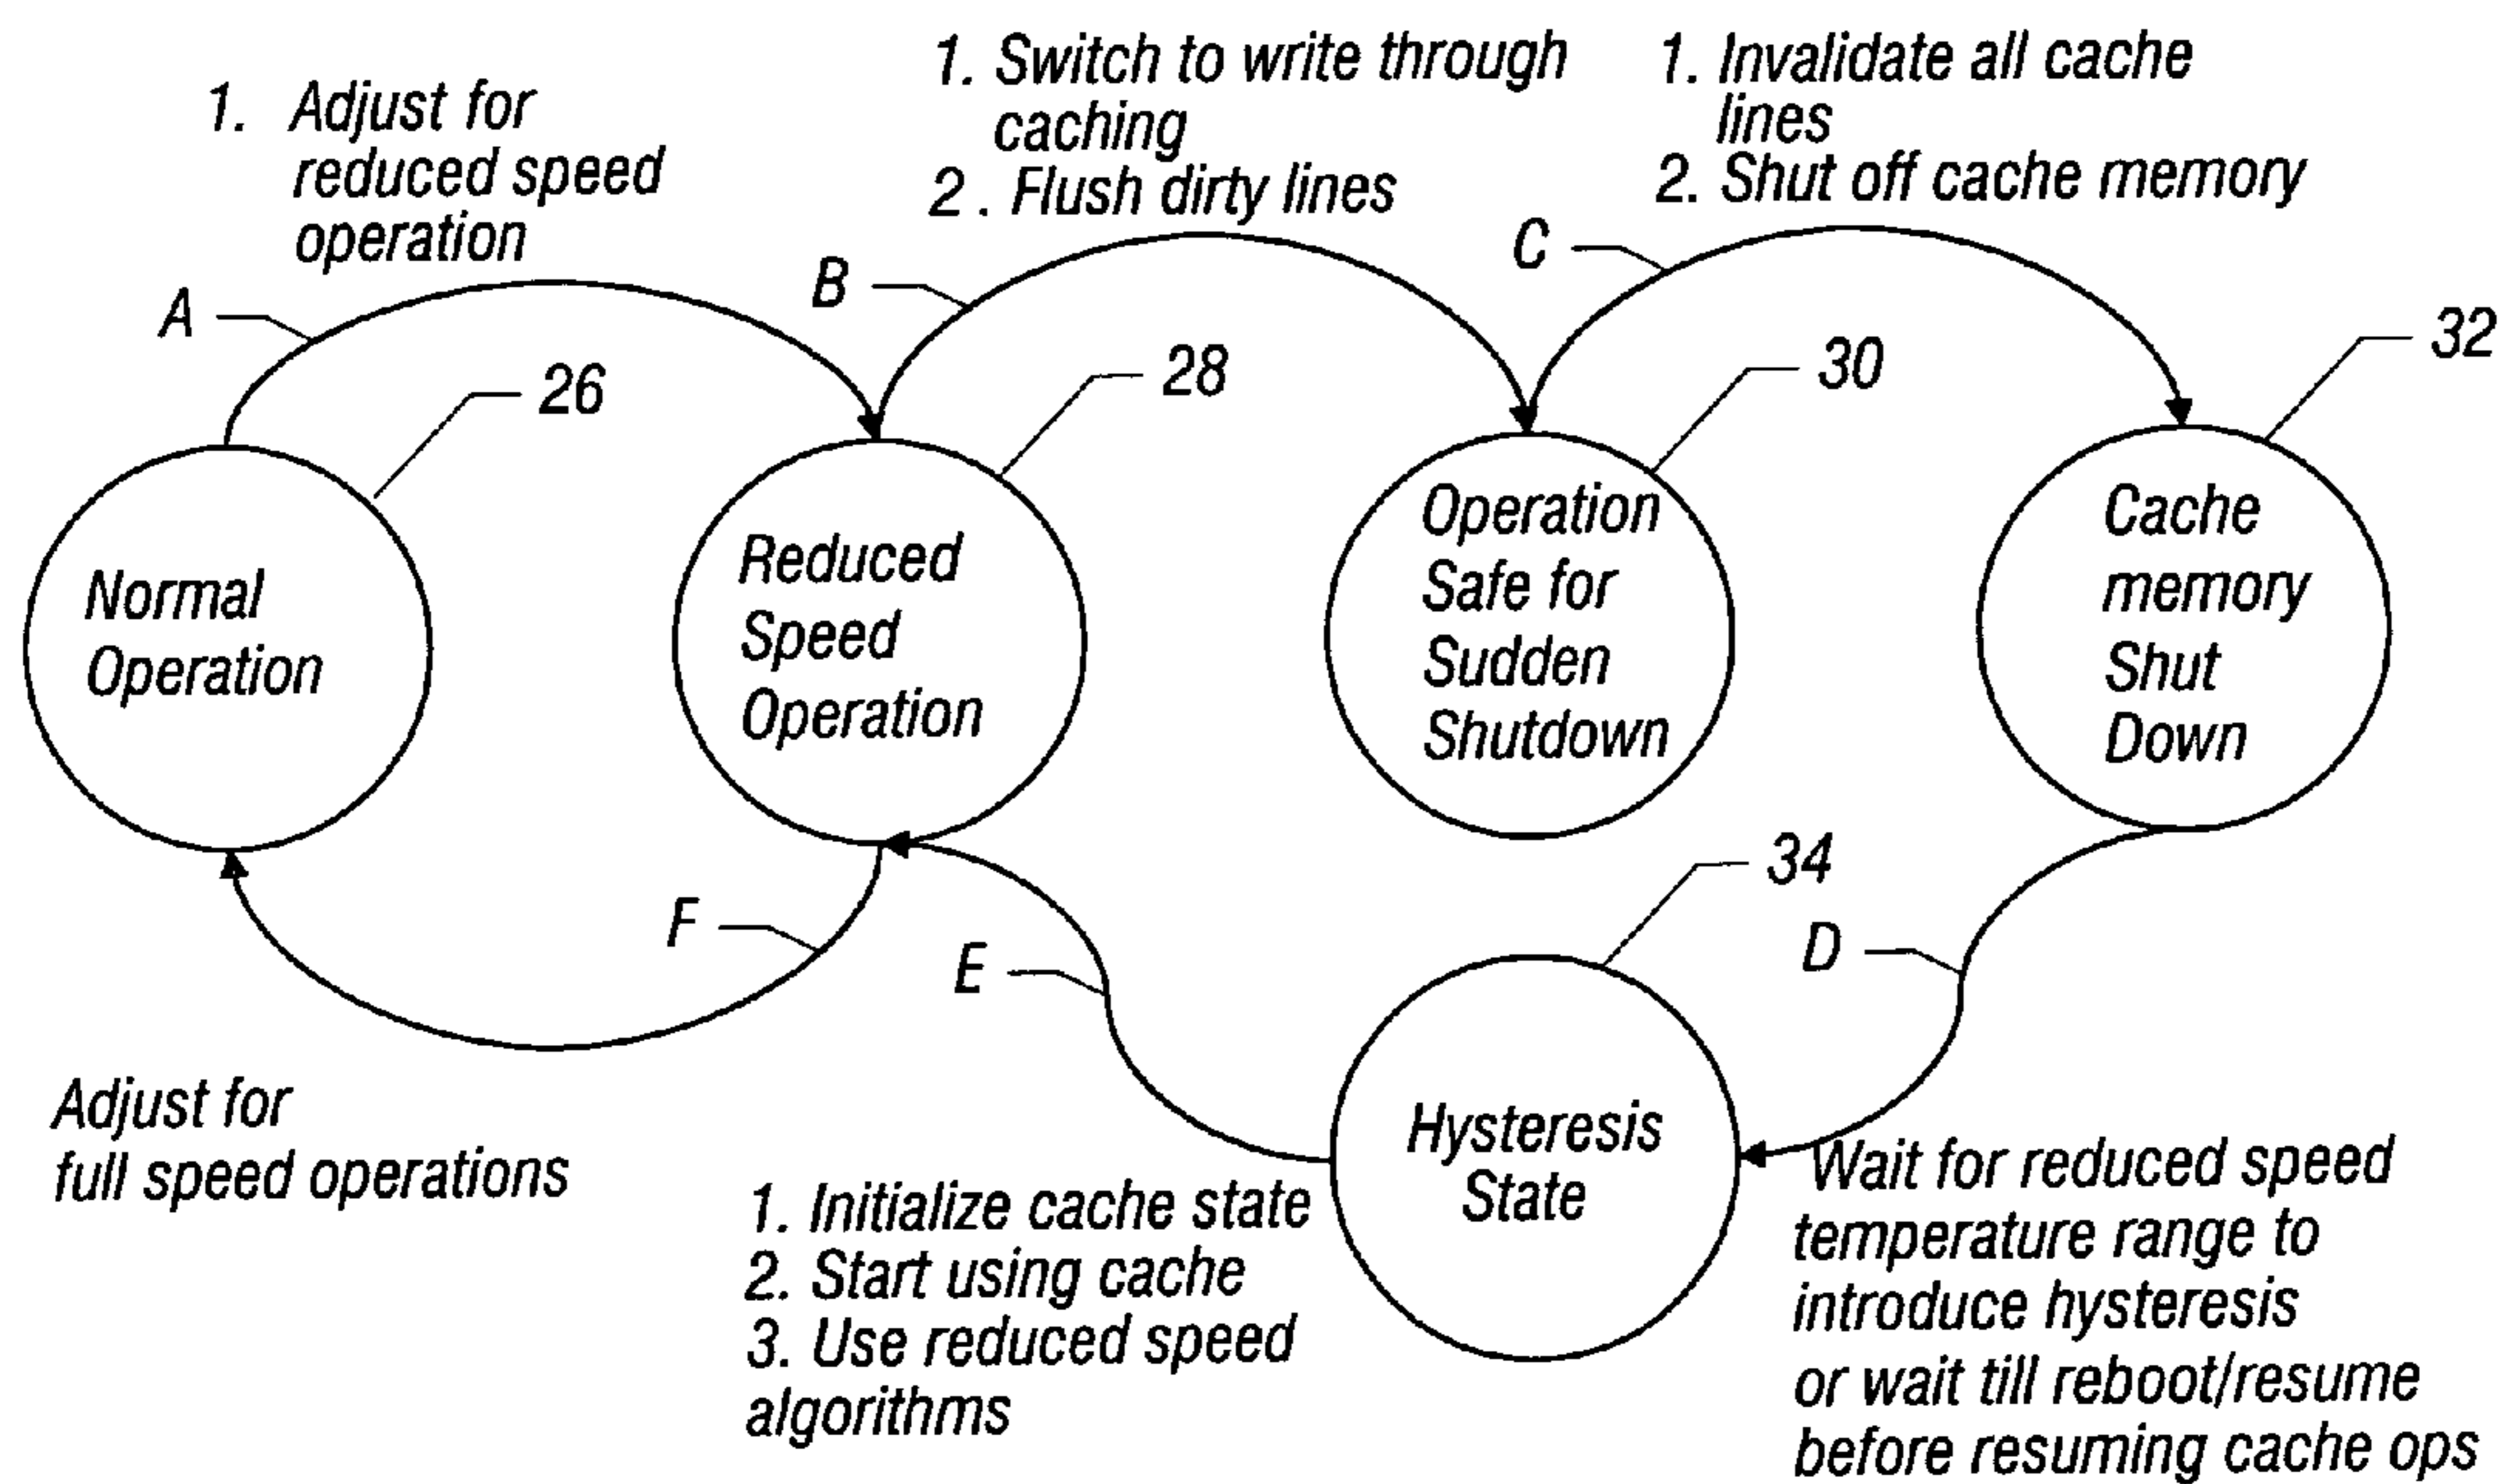 1. Adjust for
reduced speed
operation
1. Switch to write through
caching
2 . Flush dirty lines
1. Invalidate all cache
lines
2. Shut off cache memory
A
B
C
26
28
30
32
Normal
Operation
Reduced
Speed
Operation
Operation
Safe for
Sudden
Shutdown
Cache
memory
Shut
Down
F
E
34
D
Adjust for
full speed operations
1. Initialize cache state
2. Start using cache
3. Use reduced speed
algorithms
Hysteresis
State
Wait for reduced speed
temperature range to
introduce hysteresis
or wait till reboot/resume
before resuming cache ops